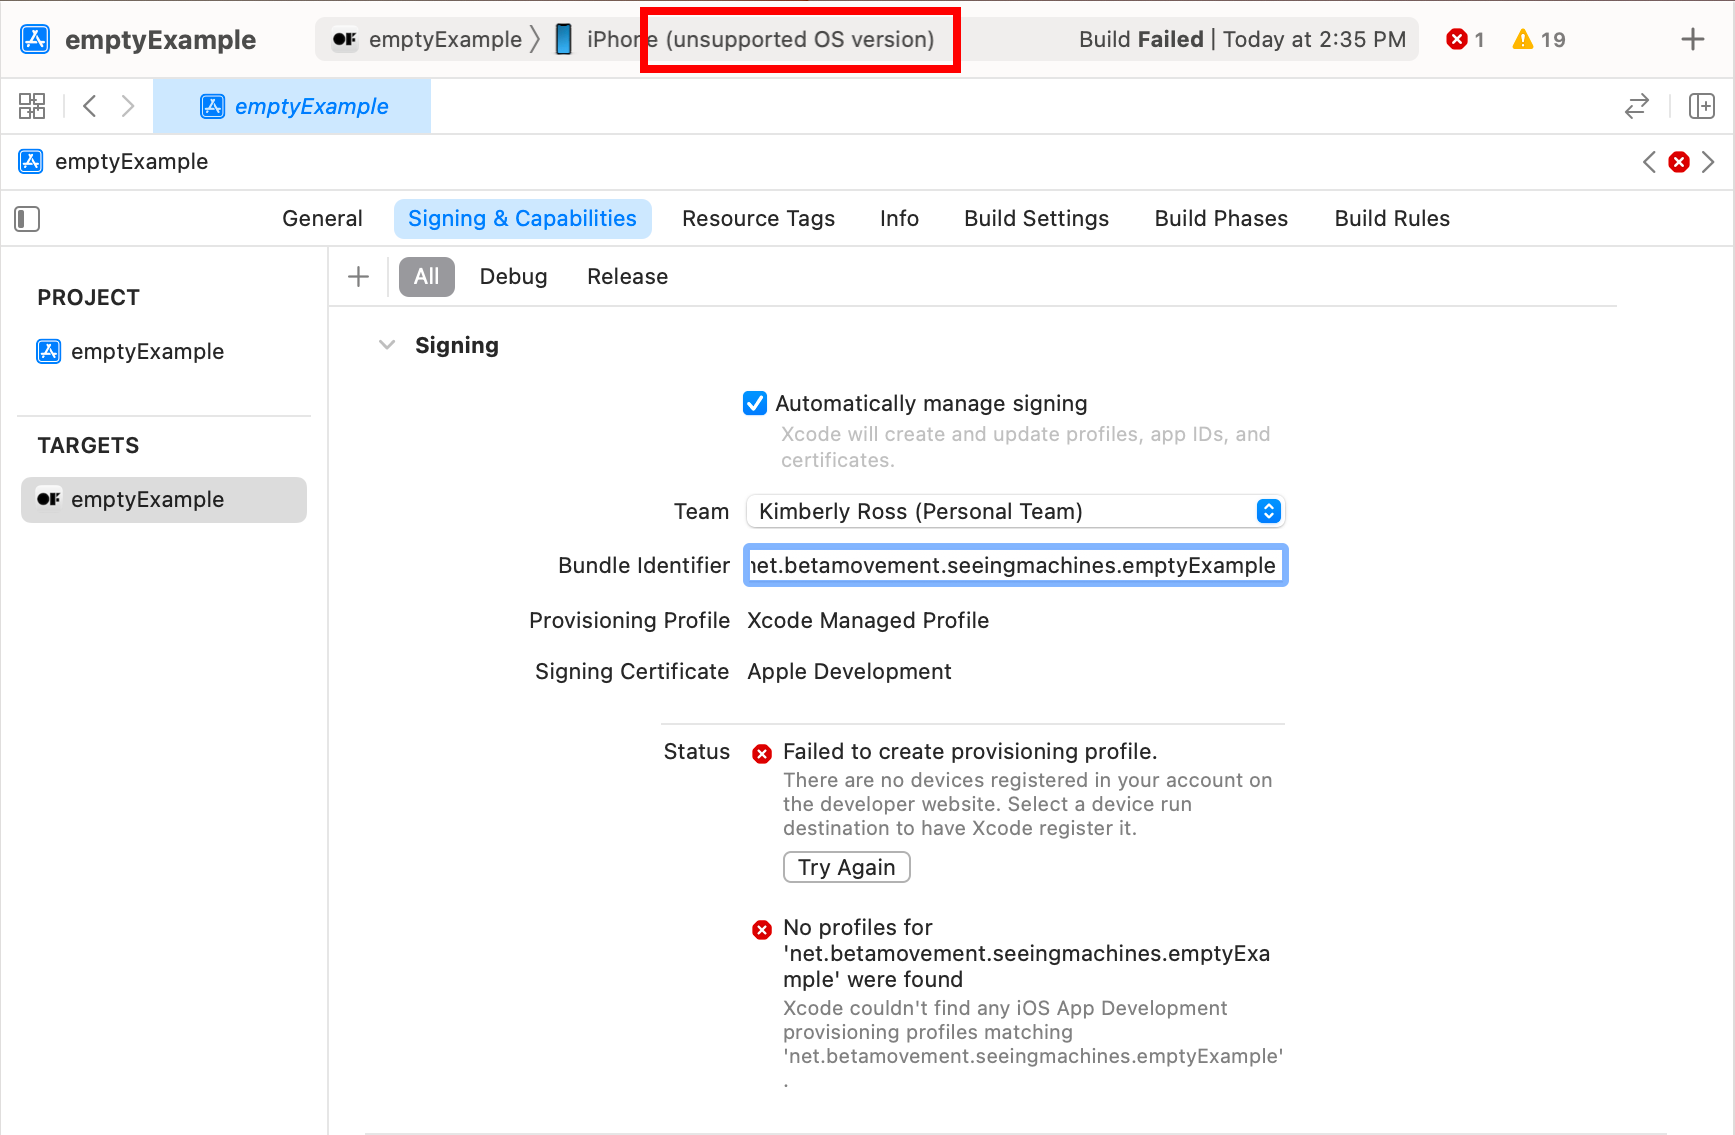 emptyExample
OF emptyExample iPhone (unsupported OS version) Build Failed | Today at 2:35 PM 1 19
emptyExample
emptyExample
General Signing & Capabilities Resource Tags Info Build Settings Build Phases Build Rules
All Debug Release
PROJECT
emptyExample
TARGETS
OF emptyExample
Signing
Automatically manage signing
Xcode will create and update profiles, app IDs, and
certificates.
Team Kimberly Ross (Personal Team)
Bundle Identifier net.betamovement.seeingmachines.emptyExample
Provisioning Profile Xcode Managed Profile
Signing Certificate Apple Development
Status Failed to create provisioning profile.
There are no devices registered in your account on
the developer website. Select a device run
destination to have Xcode register it.
Try Again
No profiles for
'net.betamovement.seeingmachines.emptyExa
mple' were found
Xcode couldn't find any iOS App Development
provisioning profiles matching
'net.betamovement.seeingmachines.emptyExample'
.